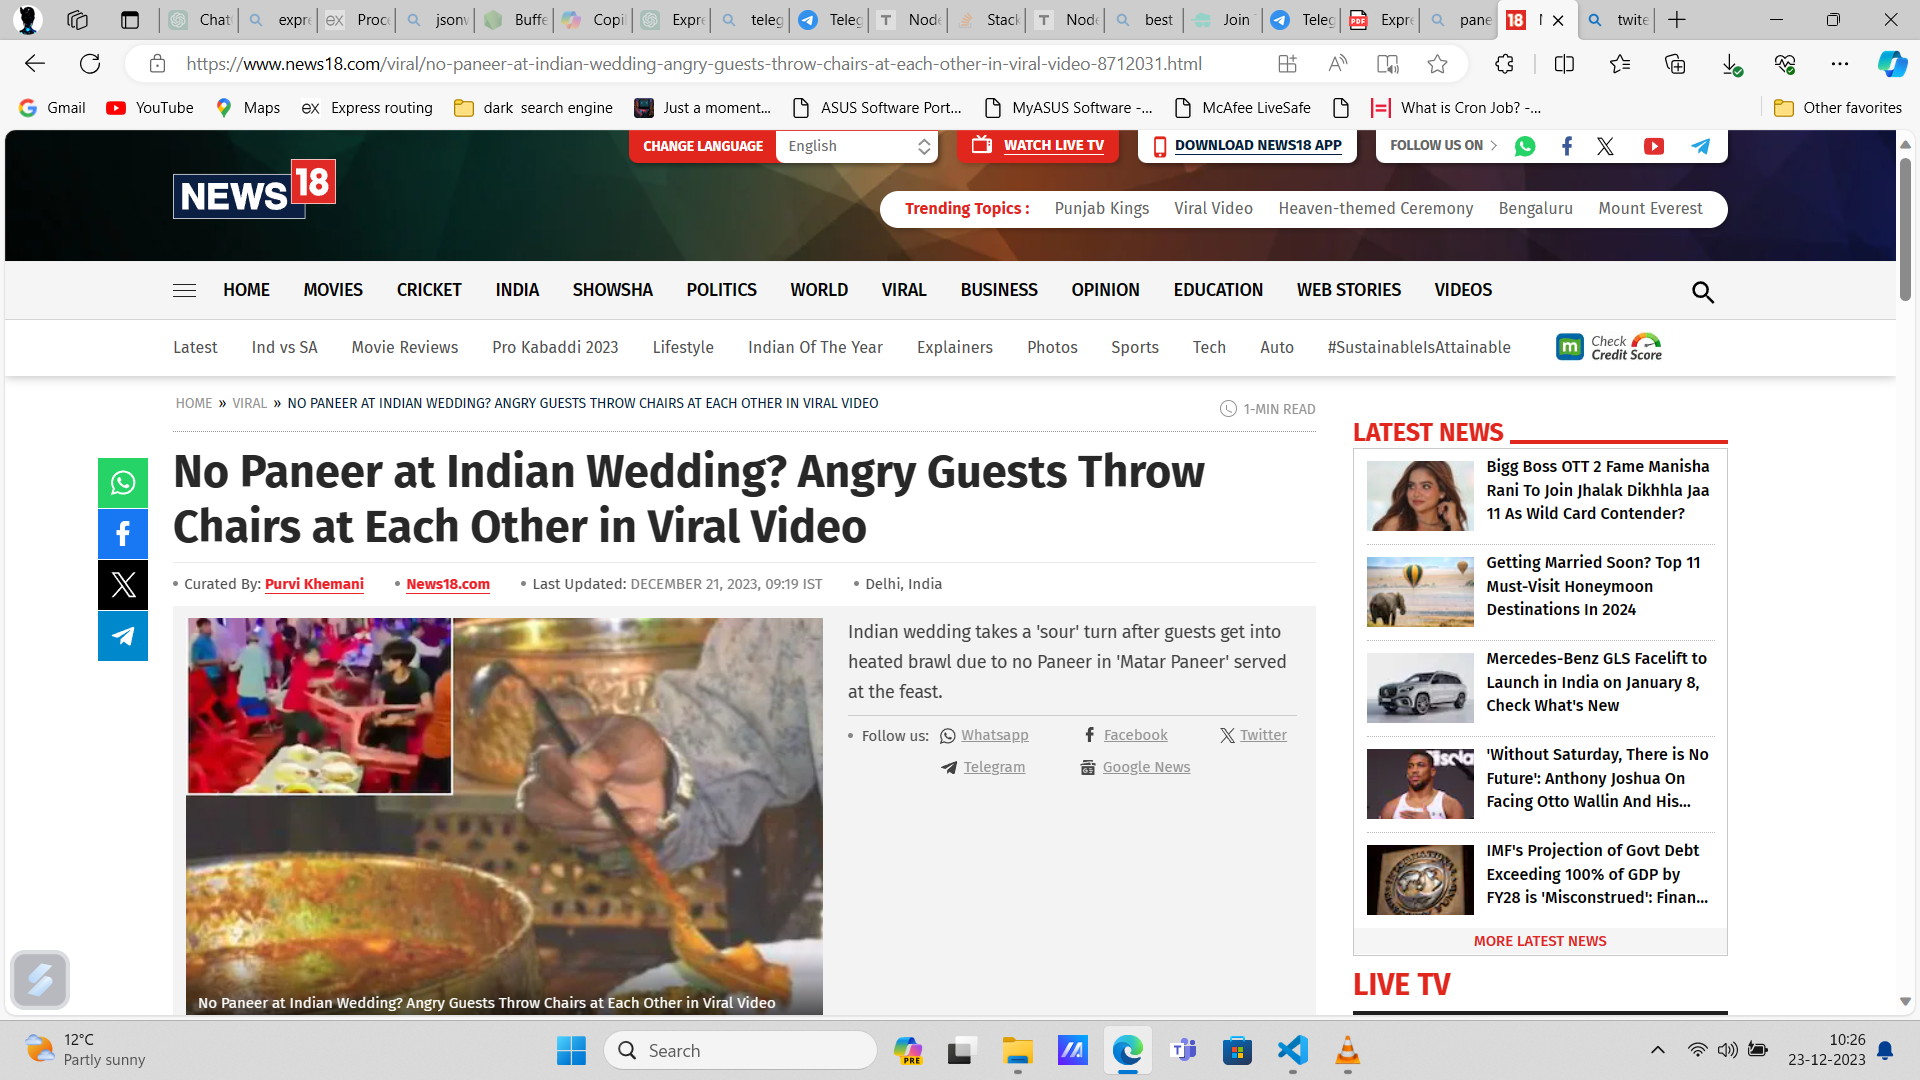 Chat
expre
Proce
jsonv
Buffe
Copil
Expre
teleg
Teleg
Node
Stack
Node
best
Join
Teleg
Expre
pane
twite
https://www.news18.com/viral/no-paneer-at-indian-wedding-angry-guests-throw-chairs-at-each-other-in-viral-video-8712031.html
Gmail
YouTube
Maps
ex Express routing
dark search engine
Just a moment...
ASUS Software Port...
MyASUS Software -...
McAfee LiveSafe
What is Cron Job? -...
Other favorites
CHANGE LANGUAGE
English
WATCH LIVE TV
DOWNLOAD NEWS18 APP
FOLLOW US ON
NEWS 18
Trending Topics : Punjab Kings Viral Video Heaven-themed Ceremony Bengaluru Mount Everest
HOME MOVIES CRICKET INDIA SHOWSHA POLITICS WORLD VIRAL BUSINESS OPINION EDUCATION WEB STORIES VIDEOS
Latest Ind vs SA Movie Reviews Pro Kabaddi 2023 Lifestyle Indian Of The Year Explainers Photos Sports Tech Auto #SustainableIsAttainable
m Check
Credit Score
HOME » VIRAL » NO PANEER AT INDIAN WEDDING? ANGRY GUESTS THROW CHAIRS AT EACH OTHER IN VIRAL VIDEO
1-MIN READ
No Paneer at Indian Wedding? Angry Guests Throw
Chairs at Each Other in Viral Video
Curated By: Purvi Khemani
News18.com
Last Updated: DECEMBER 21, 2023, 09:19 IST
Delhi, India
Indian wedding takes a 'sour' turn after guests get into
heated brawl due to no Paneer in 'Matar Paneer' served
at the feast.
Follow us: Whatsapp Facebook Twitter
Telegram Google News
No Paneer at Indian Wedding? Angry Guests Throw Chairs at Each Other in Viral Video
LATEST NEWS
Bigg Boss OTT 2 Fame Manisha
Rani To Join Jhalak Dikhhla Jaa
11 As Wild Card Contender?
Getting Married Soon? Top 11
Must-Visit Honeymoon
Destinations In 2024
Mercedes-Benz GLS Facelift to
Launch in India on January 8,
Check What's New
'Without Saturday, There is No
Future': Anthony Joshua On
Facing Otto Wallin And His...
IMF's Projection of Govt Debt
Exceeding 100% of GDP by
FY28 is 'Misconstrued': Finan...
MORE LATEST NEWS
LIVE TV
12°C
Partly sunny
Search
PRE
10:26
23-12-2023